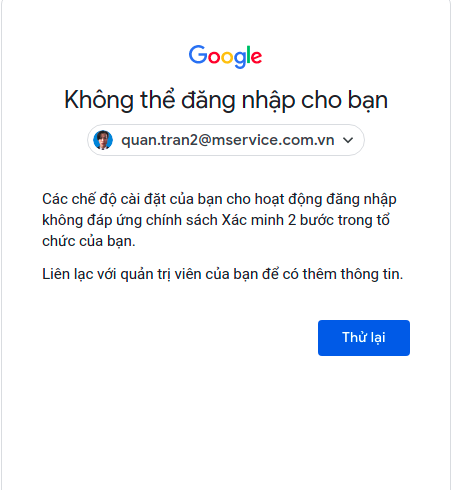 Google
Không thể đăng nhập cho bạn
quan.tran2@mservice.com.vn
Các chế độ cài đặt của bạn cho hoạt động đăng nhập
không đáp ứng chính sách Xác minh 2 bước trong tổ
chức của bạn.
Liên lạc với quản trị viên của bạn để có thêm thông tin.
Thử lại